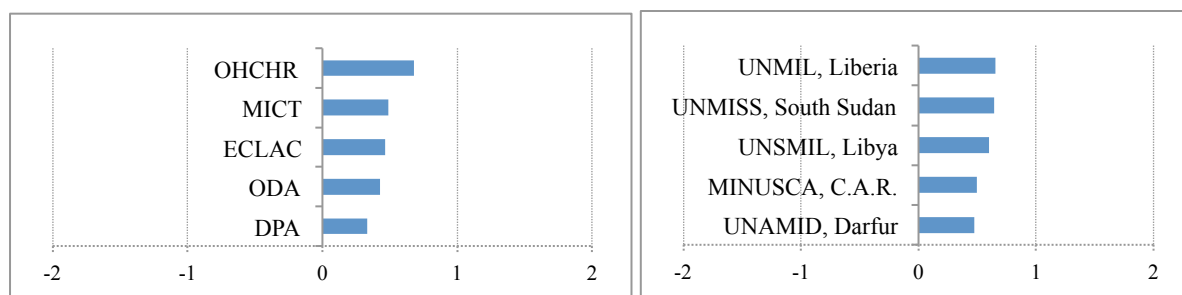 OHCHR
MICT
ECLAC
ODA
DPA
-2 -1 0 1 2
UNMIL, Liberia
UNMISS, South Sudan
UNSMIL, Libya
MINUSCA, C.A.R.
UNAMID, Darfur
-2 -1 0 1 2